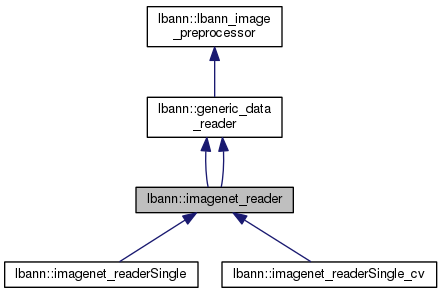 lbann::lbann_image
_preprocessor
lbann::generic_data
_reader
lbann::imagenet_reader
lbann::imagenet_readerSingle
lbann::imagenet_readerSingle_cv